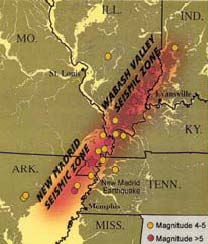 ILL.
IND.
MO.
WABASH VALLEY
SEISMIC ZONE
St. Louis
Evansville
KY.
NEW MADRID
SEISMIC ZONE
ARK.
New Madrid
Earthquake
TENN.
Memphis
MISS.
Magnitude 4-5
Magnitude >5